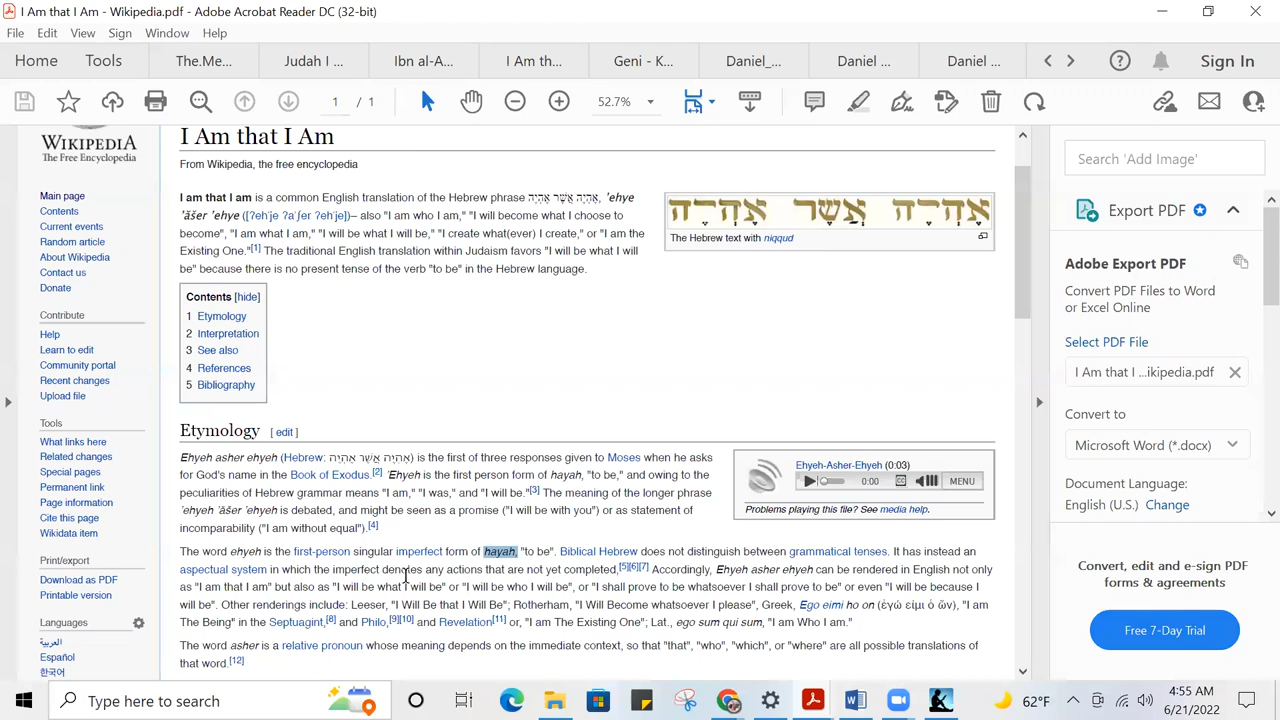 I Am that I Am - Wikipedia.pdf - Adobe Acrobat Reader DC (32-bit)
File Edit View Sign Window Help
Home Tools The.Me... Judah I ... Ibn al-A... I Am th... Geni - K... Daniel_... Daniel ... Daniel ... Sign In
1 / 1 52.7%
WIKIPEDIA
The Free Encyclopedia
Main page
Contents
Current events
Random article
About Wikipedia
Contact us
Donate
Contribute
Help
Learn to edit
Community portal
Recent changes
Upload file
Tools
What links here
Related changes
Special pages
Permanent link
Page information
Cite this page
Wikidata item
Print/export
Download as PDF
Printable version
Languages
العربية
Español
한국어
I Am that I Am
From Wikipedia, the free encyclopedia
I am that I am is a common English translation of the Hebrew phrase אֶהְיֶה אֲשֶׁר אֶהְיֶה, 'ehye
'ăšer 'ehye ([ʔehˈje ʔaˈʃer ʔehˈje])– also "I am who I am," "I will become what I choose to
become", "I am what I am," "I will be what I will be," "I create what(ever) I create," or "I am the
Existing One."[1] The traditional English translation within Judaism favors "I will be what I will
be" because there is no present tense of the verb "to be" in the Hebrew language.
אֶהְיֶה אֲשֶׁר אֶהְיֶה
The Hebrew text with niqqud
Contents [hide]
1 Etymology
2 Interpretation
3 See also
4 References
5 Bibliography
Etymology [ edit ]
Ehyeh asher ehyeh (Hebrew: אֶהְיֶה אֲשֶׁר אֶהְיֶה) is the first of three responses given to Moses when he asks
for God's name in the Book of Exodus.[2] 'Ehyeh is the first person form of hayah, "to be," and owing to the
peculiarities of Hebrew grammar means "I am," "I was," and "I will be."[3] The meaning of the longer phrase
'ehyeh 'ăšer 'ehyeh is debated, and might be seen as a promise ("I will be with you") or as statement of
incomparability ("I am without equal").[4]
Ehyeh-Asher-Ehyeh (0:03)
0:00 CC MENU
Problems playing this file? See media help.
The word ehyeh is the first-person singular imperfect form of hayah, "to be". Biblical Hebrew does not distinguish between grammatical tenses. It has instead an
aspectual system in which the imperfect denotes any actions that are not yet completed.[5][6][7] Accordingly, Ehyeh asher ehyeh can be rendered in English not only
as "I am that I am" but also as "I will be what I will be" or "I will be who I will be", or "I shall prove to be whatsoever I shall prove to be" or even "I will be because I
will be". Other renderings include: Leeser, "I Will Be that I Will Be"; Rotherham, "I Will Become whatsoever I please", Greek, Ego eimi ho on (ἐγώ εἰμι ὁ ὤν), "I am
The Being" in the Septuagint,[8] and Philo,[9][10] and Revelation[11] or, "I am The Existing One"; Lat., ego sum qui sum, "I am Who I am."
The word asher is a relative pronoun whose meaning depends on the immediate context, so that "that", "who", "which", or "where" are all possible translations of
that word.[12]
Search 'Add Image'
Export PDF
Adobe Export PDF
Convert PDF Files to Word
or Excel Online
Select PDF File
I Am that I ...ikipedia.pdf
Convert to
Microsoft Word (*.docx)
Document Language:
English (U.S.) Change
Convert, edit and e-sign PDF
forms & agreements
Free 7-Day Trial
Type here to search
62°F
4:55 AM
6/21/2022